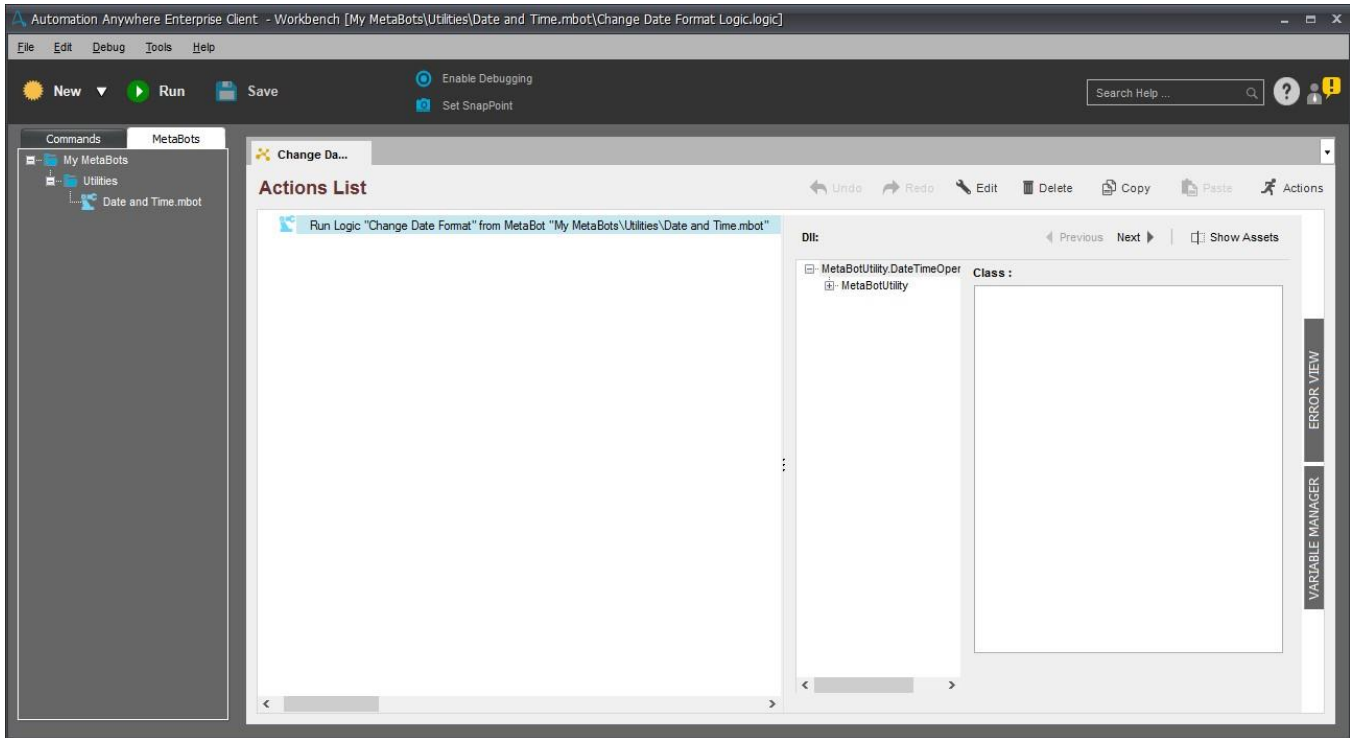 Automation Anywhere Enterprise Client - Workbench [My MetaBots\Utilities\Date and Time.mbot\Change Date Format Logic.logic]
File Edit Debug Tools Help
New Run Save
Enable Debugging
Set SnapPoint
Search Help ...
Commands MetaBots
My MetaBots
Utilities
Date and Time.mbot
Change Da...
Actions List
Undo Redo Edit Delete Copy Paste Actions
Run Logic "Change Date Format" from MetaBot "My MetaBots\Utilities\Date and Time.mbot"
Dll:
Previous Next Show Assets
MetaBotUtility.DateTimeOper
MetaBotUtility
Class :
ERROR VIEW
VARIABLE MANAGER